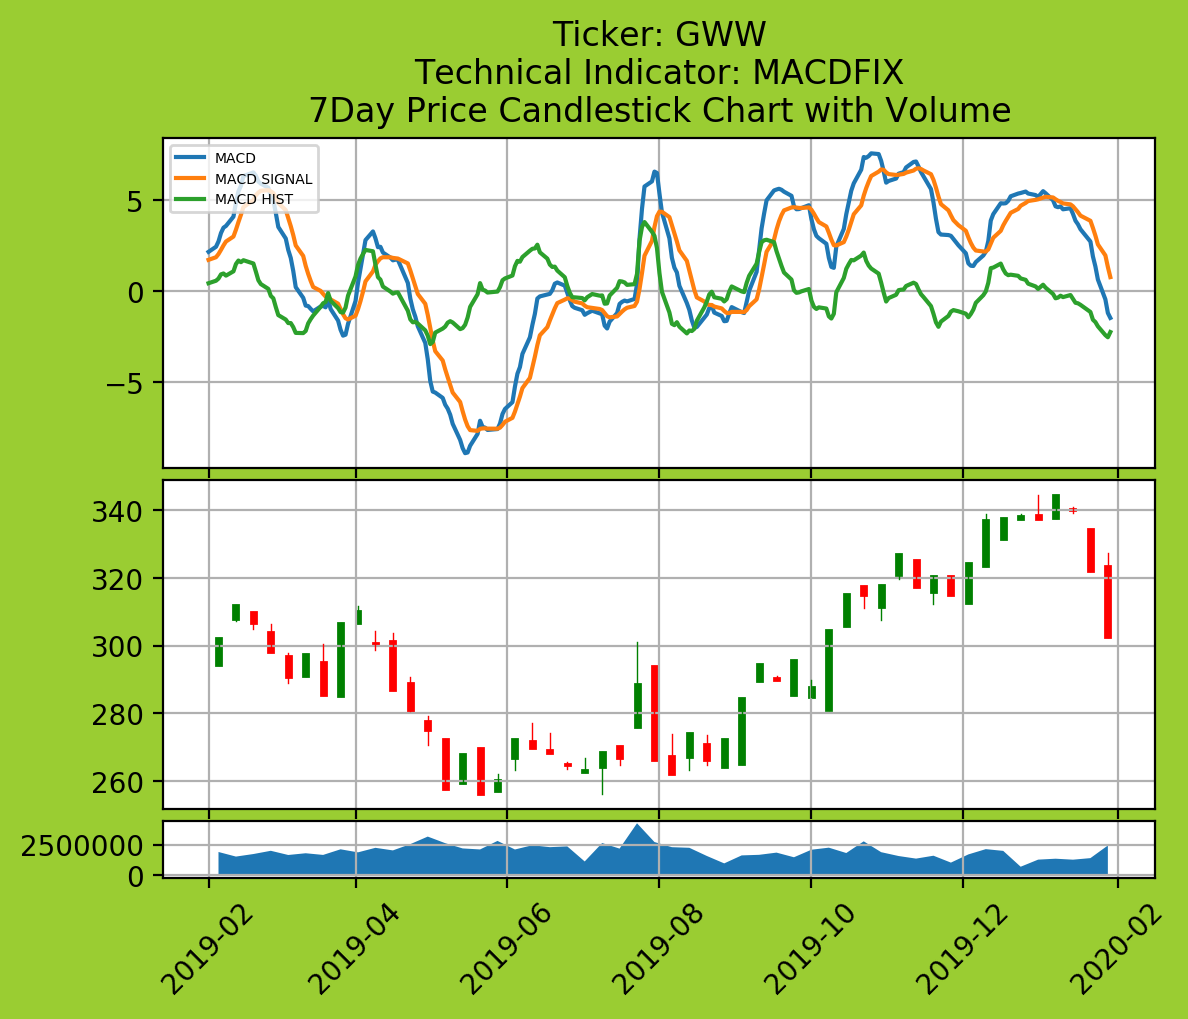 Ticker: GWW
Technical Indicator: MACDFIX
7Day Price Candlestick Chart with Volume
MACD
MACD SIGNAL
MACD HIST
5
0
−5
340
320
300
280
260
2500000
0
2019-02
2019-04
2019-06
2019-08
2019-10
2019-12
2020-02